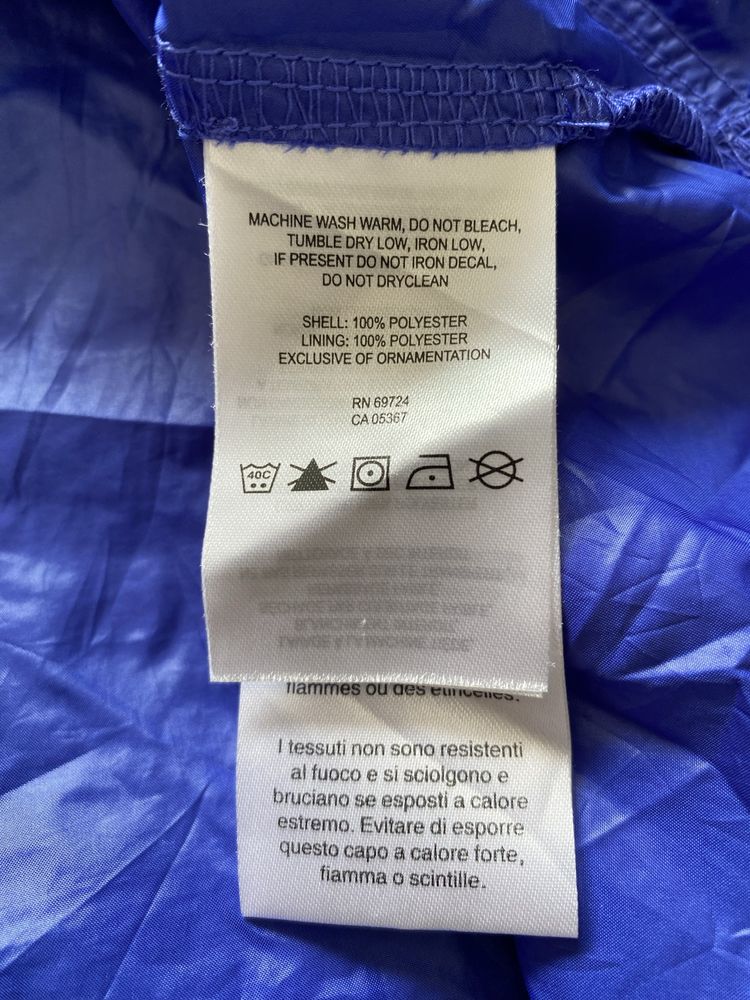 MACHINE WASH WARM, DO NOT BLEACH,
TUMBLE DRY LOW, IRON LOW,
IF PRESENT DO NOT IRON DECAL,
DO NOT DRYCLEAN
SHELL: 100% POLYESTER
LINING: 100% POLYESTER
EXCLUSIVE OF ORNAMENTATION
RN 69724
CA 05367
40C
flammes ou des étincelles.
I tessuti non sono resistenti
al fuoco e si sciolgono e
bruciano se esposti a calore
estremo. Evitare di esporre
questo capo a calore forte,
fiamma o scintille.